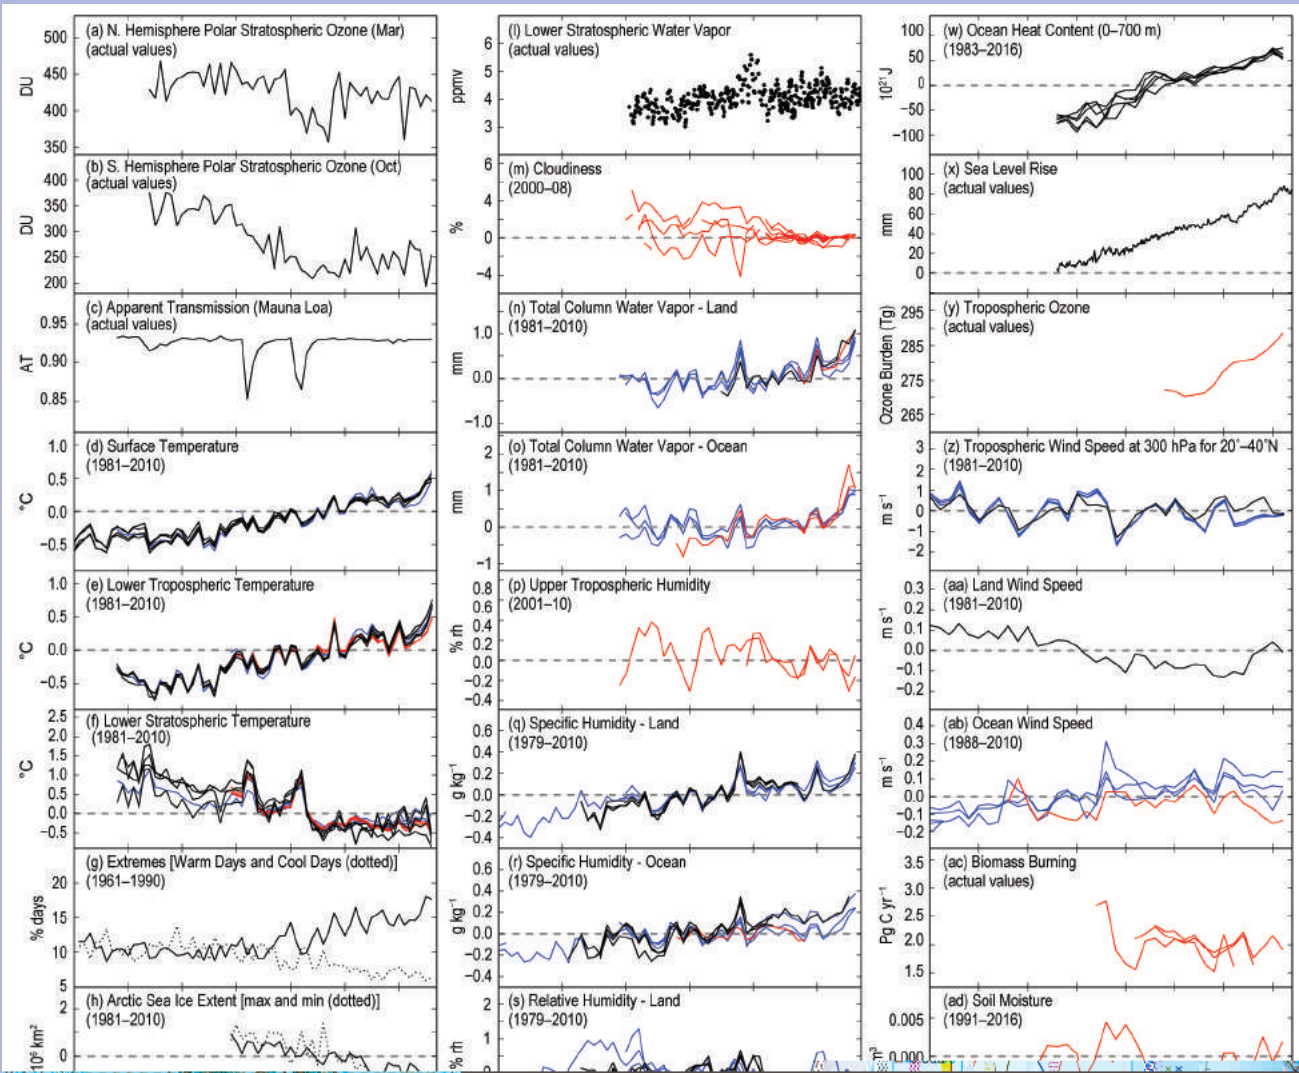 (a) N. Hemisphere Polar Stratospheric Ozone (Mar)
(actual values)
500
450
400
350
DU
(b) S. Hemisphere Polar Stratospheric Ozone (Oct)
(actual values)
400
350
300
250
200
DU
(c) Apparent Transmission (Mauna Loa)
(actual values)
0.95
0.90
0.85
AT
(d) Surface Temperature
(1981–2010)
1.0
0.5
0.0
−0.5
°C
(e) Lower Tropospheric Temperature
(1981–2010)
1.0
0.5
0.0
−0.5
°C
(f) Lower Stratospheric Temperature
(1981–2010)
2.5
2.0
1.5
1.0
0.5
0.0
−0.5
°C
(g) Extremes [Warm Days and Cool Days (dotted)]
(1961–1990)
20
15
10
5
% days
(h) Arctic Sea Ice Extent [max and min (dotted)]
(1981–2010)
2
0
10⁶ km²
(l) Lower Stratospheric Water Vapor
(actual values)
6
5
4
3
ppmv
(m) Cloudiness
(2000–08)
6
4
2
0
−4
%
(n) Total Column Water Vapor - Land
(1981–2010)
1.0
0.0
−1.0
mm
(o) Total Column Water Vapor - Ocean
(1981–2010)
2
1
0
−1
mm
(p) Upper Tropospheric Humidity
(2001–10)
0.8
0.6
0.4
0.2
0.0
−0.2
−0.4
% rh
(q) Specific Humidity - Land
(1979–2010)
0.6
0.4
0.2
0.0
−0.2
−0.4
g kg⁻¹
(r) Specific Humidity - Ocean
(1979–2010)
0.6
0.4
0.2
0.0
−0.2
−0.4
g kg⁻¹
(s) Relative Humidity - Land
(1979–2010)
2
1
0
% rh
(w) Ocean Heat Content (0–700 m)
(1983–2016)
100
50
0
−50
−100
10²¹J
(x) Sea Level Rise
(actual values)
100
80
60
40
20
0
mm
(y) Tropospheric Ozone
(actual values)
295
285
275
265
Ozone Burden (Tg)
(z) Tropospheric Wind Speed at 300 hPa for 20°–40°N
(1981–2010)
3
2
1
0
−1
−2
m s⁻¹
(aa) Land Wind Speed
(1981–2010)
0.3
0.2
0.1
0.0
−0.1
−0.2
m s⁻¹
(ab) Ocean Wind Speed
(1988–2010)
0.4
0.3
0.2
0.1
0.0
−0.1
−0.2
m s⁻¹
(ac) Biomass Burning
(actual values)
3.5
3.0
2.5
2.0
1.5
Pg C yr⁻¹
(ad) Soil Moisture
(1991–2016)
0.005
0.000